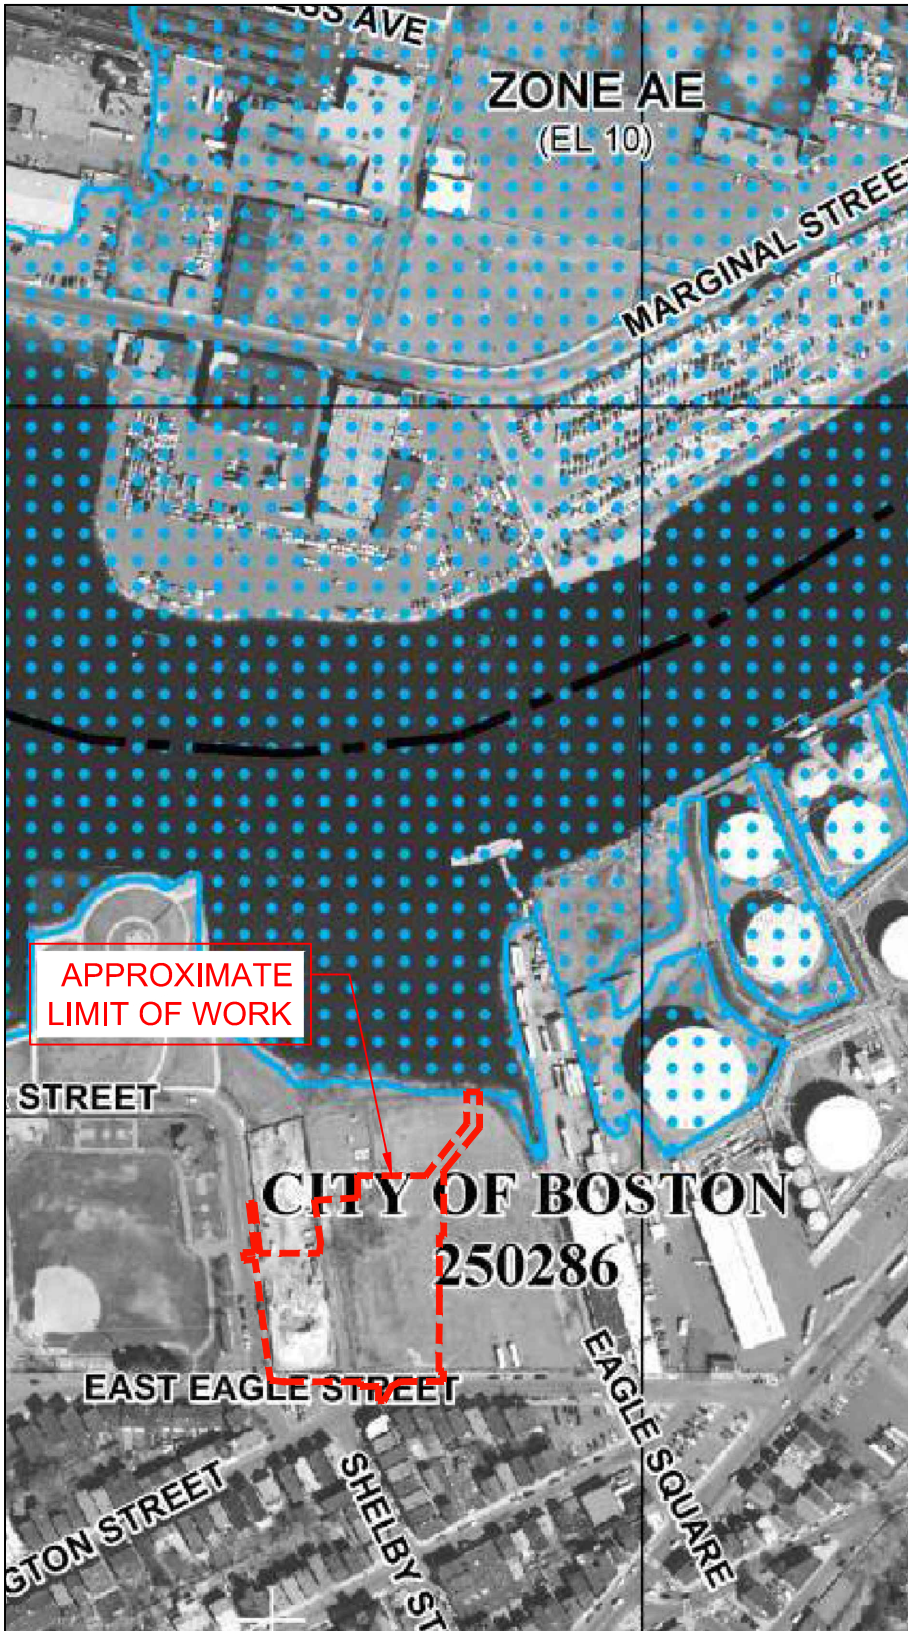 AVE
ZONE AE
(EL 10)
MARGINAL STREET
APPROXIMATE
LIMIT OF WORK
STREET
CITY OF BOSTON
250286
EAST EAGLE STREET
EAGLE SQUARE
SHELBY ST
GTON STREET